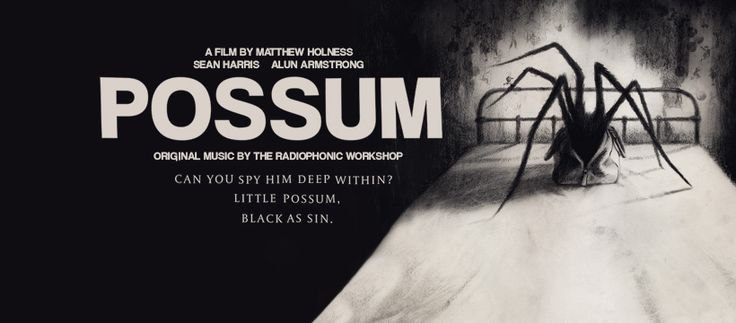 A FILM BY MATTHEW HOLNESS
SEAN HARRIS ALUN ARMSTRONG
POSSUM
ORIGINAL MUSIC BY THE RADIOPHONIC WORKSHOP
CAN YOU SPY HIM DEEP WITHIN?
LITTLE POSSUM,
BLACK AS SIN.